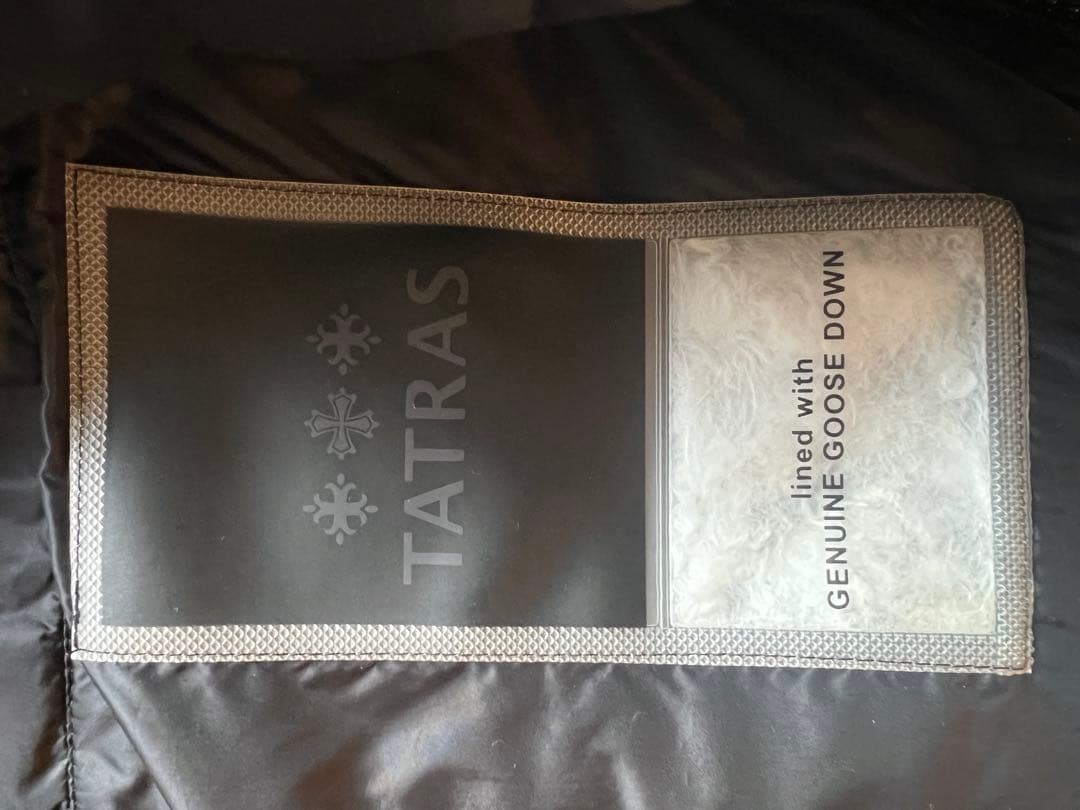 TATRAS
lined with
GENUINE GOOSE DOWN